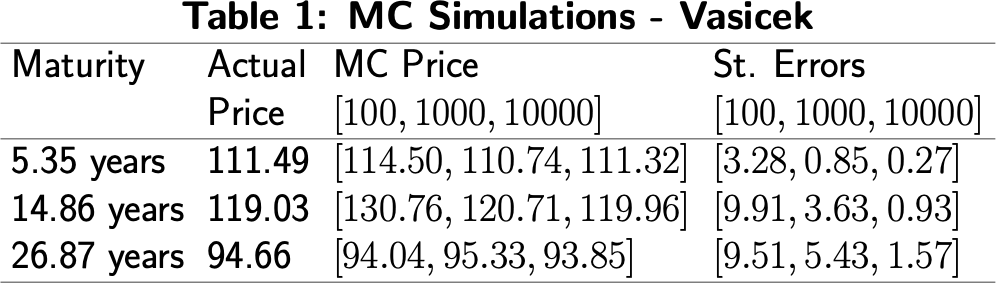 Table 1: MC Simulations - Vasicek
Maturity Actual MC Price St. Errors
Price [100, 1000, 10000] [100, 1000, 10000]
5.35 years 111.49 [114.50, 110.74, 111.32] [3.28, 0.85, 0.27]
14.86 years 119.03 [130.76, 120.71, 119.96] [9.91, 3.63, 0.93]
26.87 years 94.66 [94.04, 95.33, 93.85] [9.51, 5.43, 1.57]